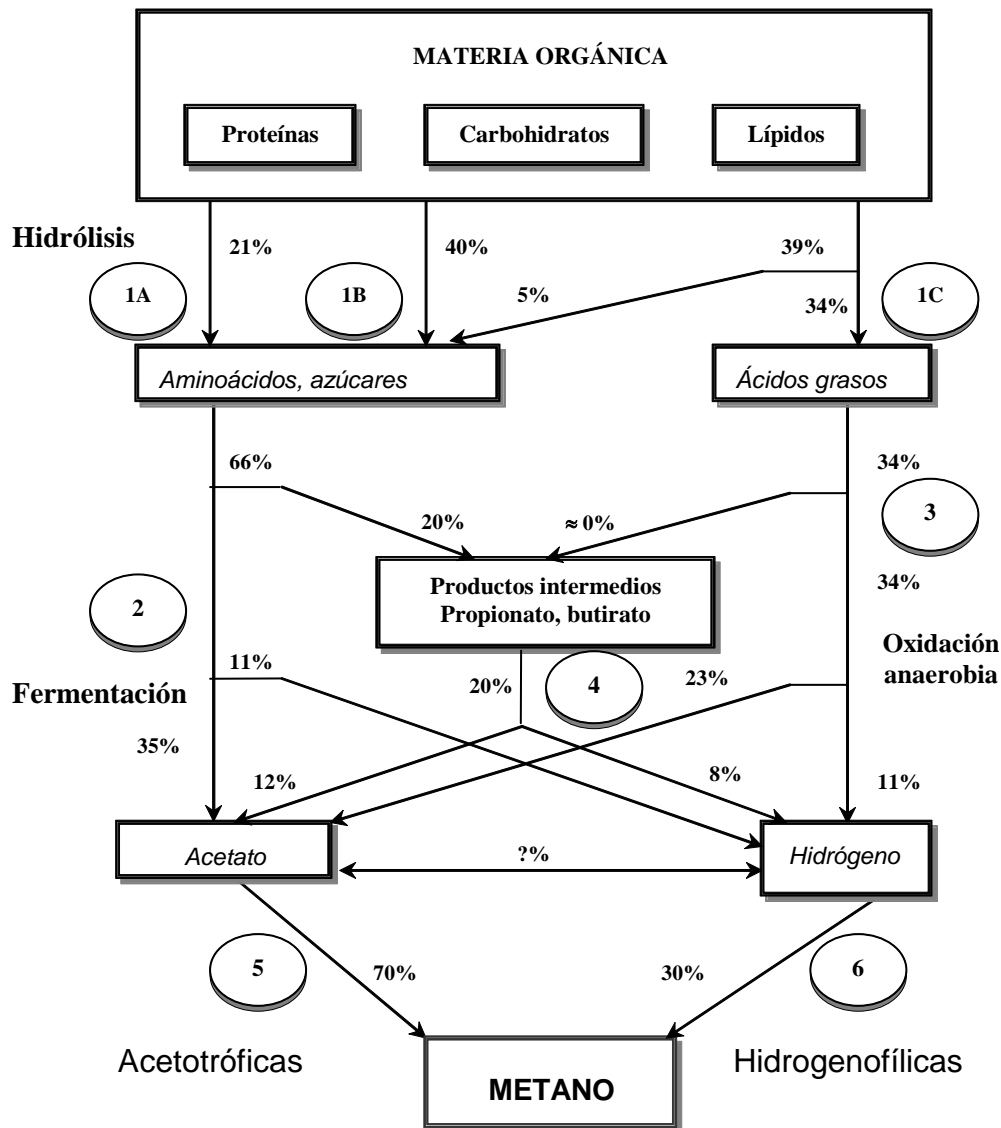 MATERIA ORGÁNICA
Proteínas
Carbohidratos
Lípidos
Hidrólisis
21%
40%
39%
1A
1B
5%
34%
1C
Aminoácidos, azúcares
Ácidos grasos
66%
34%
20%
≈ 0%
3
Productos intermedios
Propionato, butirato
34%
2
11%
20%
4
23%
Oxidación
anaerobia
Fermentación
35%
12%
8%
11%
Acetato
?%
Hidrógeno
5
70%
30%
6
Acetotróficas
Hidrogenofílicas
METANO